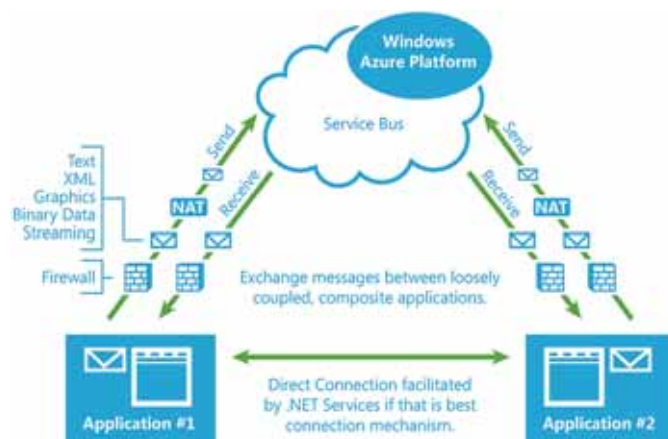 Windows
Azure Platform
Service Bus
Send
Send
Text
XML
Graphics
Binary Data
Streaming
NAT
Receive
Receive
NAT
Firewall
Exchange messages between loosely
coupled, composite applications.
Direct Connection facilitated
by .NET Services if that is best
connection mechanism.
Application #1
Application #2